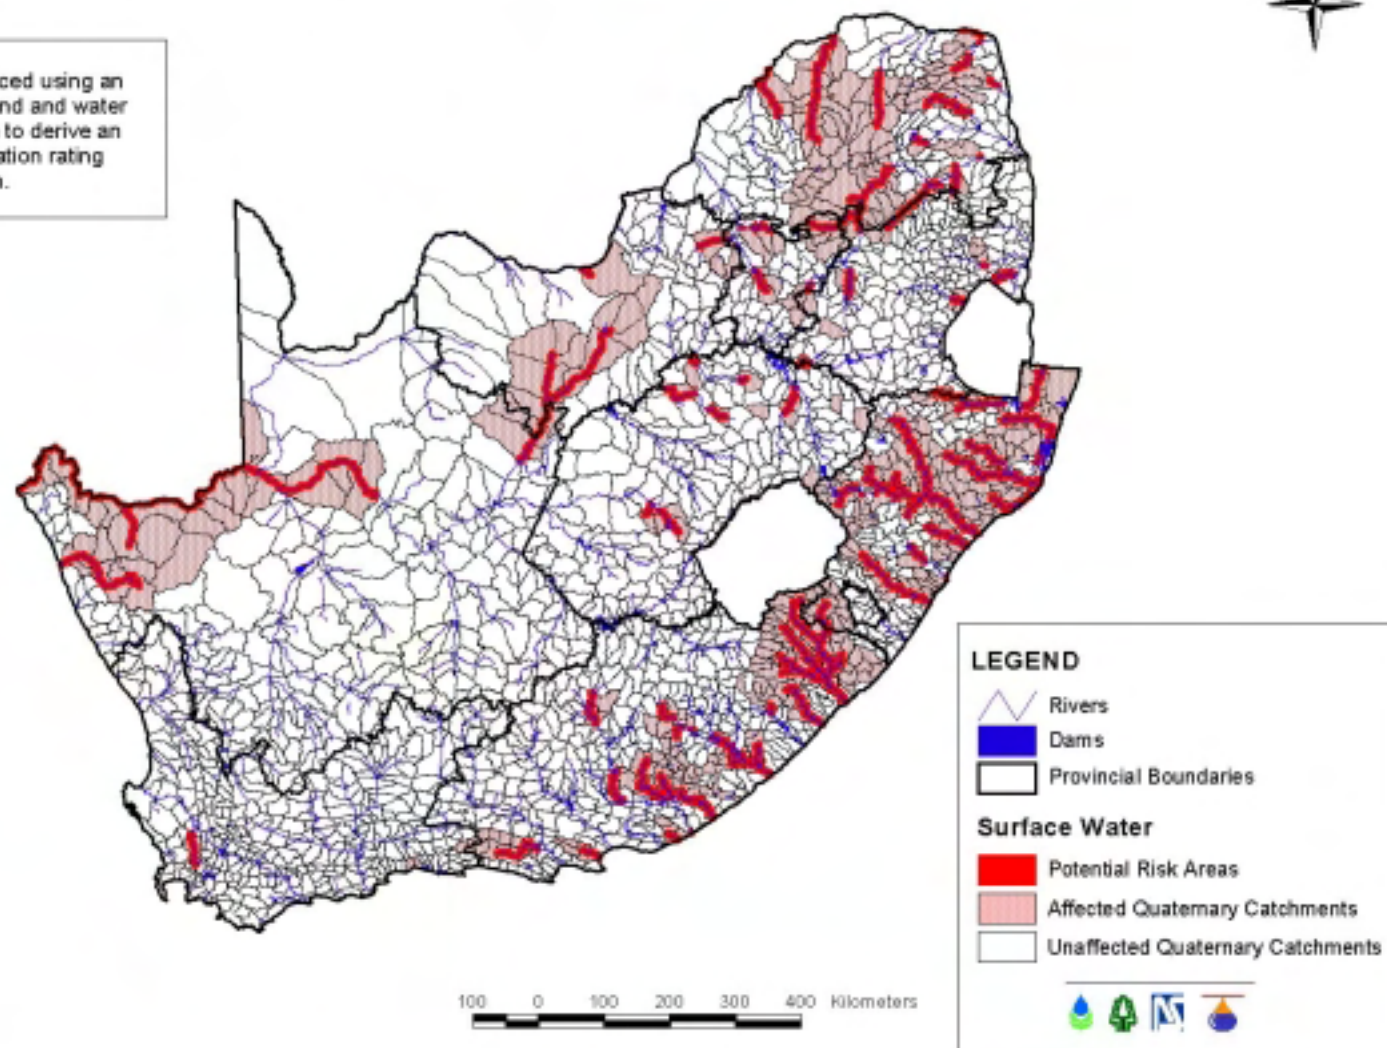 ced using an
nd and water
to derive an
ation rating
n.
LEGEND
Rivers
Dams
Provincial Boundaries
Surface Water
Potential Risk Areas
Affected Quaternary Catchments
Unaffected Quaternary Catchments
100 0 100 200 300 400 Kilometers